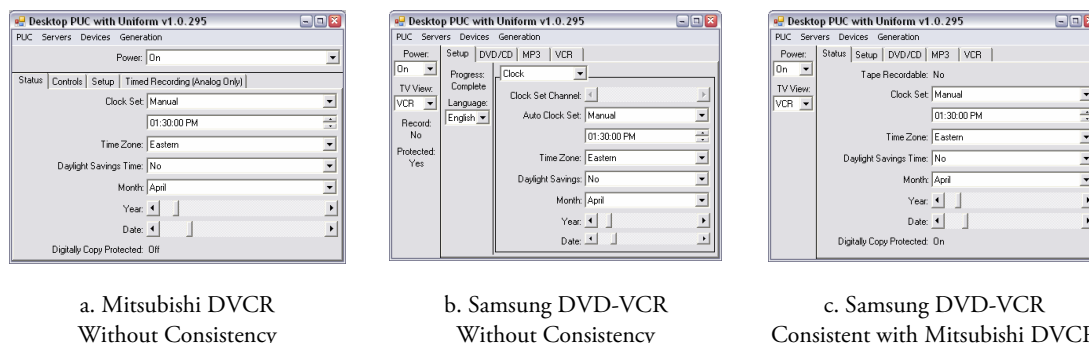 Desktop PUC with Uniform v1.0.295
PUC Servers Devices Generation
Power: On
Status Controls Setup Timed Recording (Analog Only)
Clock Set: Manual
01:30:00 PM
Time Zone: Eastern
Daylight Savings Time: No
Month: April
Year:
Date:
Digitally Copy Protected: Off
a. Mitsubishi DVCR
Without Consistency
Desktop PUC with Uniform v1.0.295
PUC Servers Devices Generation
Power:
On
TV View:
VCR
Record:
No
Protected:
Yes
Setup DVD/CD MP3 VCR
Progress:
Complete
Language:
English
Clock
Clock Set Channel:
Auto Clock Set: Manual
01:30:00 PM
Time Zone: Eastern
Daylight Savings: No
Month: April
Year:
Date:
b. Samsung DVD-VCR
Without Consistency
Desktop PUC with Uniform v1.0.295
PUC Servers Devices Generation
Power:
On
TV View:
VCR
Status Setup DVD/CD MP3 VCR
Tape Recordable: No
Clock Set: Manual
01:30:00 PM
Time Zone: Eastern
Daylight Savings Time: No
Month: April
Year:
Date:
Digitally Copy Protected: On
c. Samsung DVD-VCR
Consistent with Mitsubishi DVCR